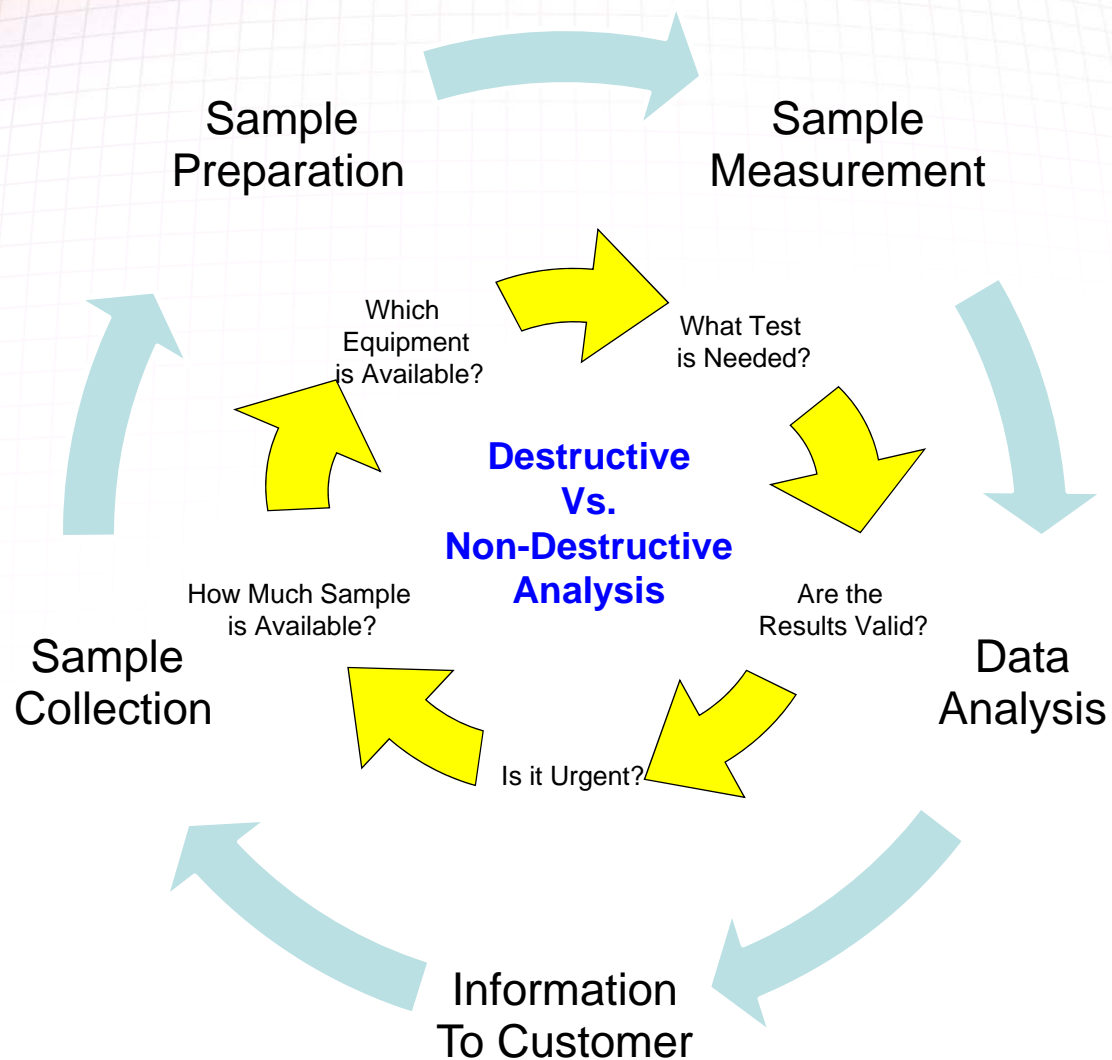 Sample
Preparation
Sample
Measurement
Which
Equipment
is Available?
What Test
is Needed?
Destructive
Vs.
Non-Destructive
Analysis
How Much Sample
is Available?
Are the
Results Valid?
Sample
Collection
Data
Analysis
Is it Urgent?
Information
To Customer